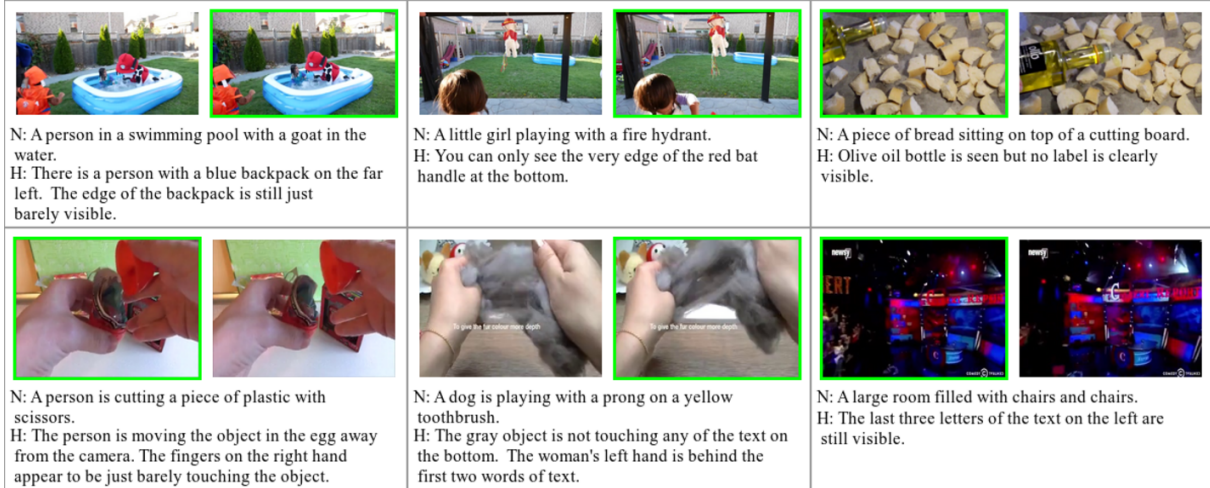 N: A person in a swimming pool with a goat in the
water.
H: There is a person with a blue backpack on the far
left. The edge of the backpack is still just
barely visible.
N: A little girl playing with a fire hydrant.
H: You can only see the very edge of the red bat
handle at the bottom.
N: A piece of bread sitting on top of a cutting board.
H: Olive oil bottle is seen but no label is clearly
visible.
To give the fur colour more depth
To give the fur colour more depth
newsy
ERT
newsy
N: A person is cutting a piece of plastic with
scissors.
H: The person is moving the object in the egg away
from the camera. The fingers on the right hand
appear to be just barely touching the object.
N: A dog is playing with a prong on a yellow
toothbrush.
H: The gray object is not touching any of the text on
the bottom. The woman's left hand is behind the
first two words of text.
N: A large room filled with chairs and chairs.
H: The last three letters of the text on the left are
still visible.